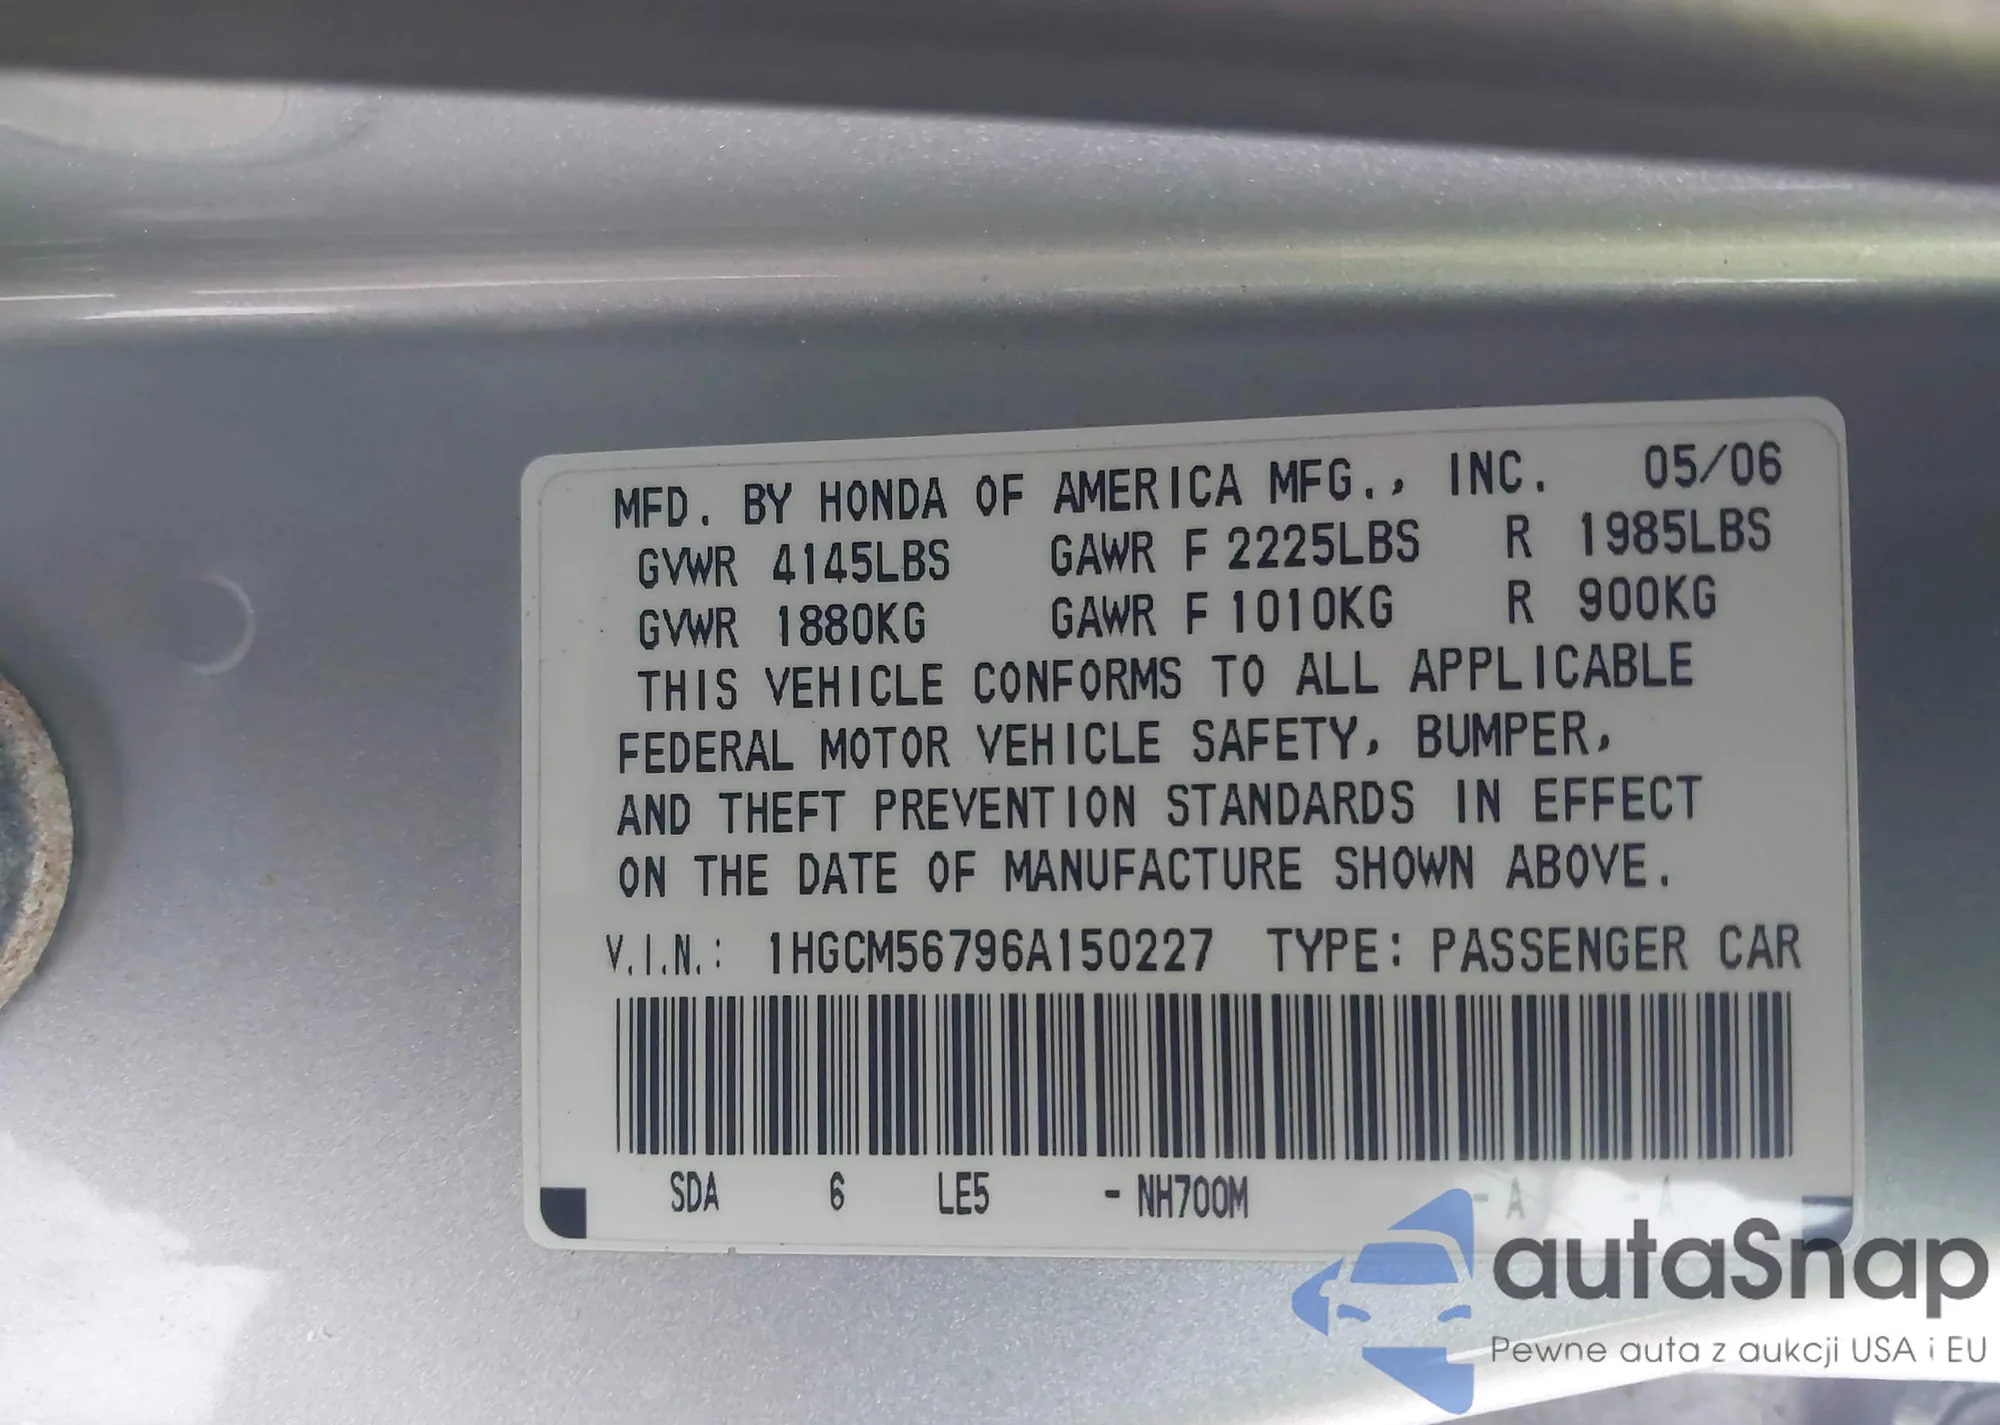 MFD. BY HONDA OF AMERICA MFG., INC. 05/06
GVWR 4145LBS GAWR F 2225LBS R 1985LBS
GVWR 1880KG GAWR F 1010KG R 900KG
THIS VEHICLE CONFORMS TO ALL APPLICABLE
FEDERAL MOTOR VEHICLE SAFETY, BUMPER,
AND THEFT PREVENTION STANDARDS IN EFFECT
ON THE DATE OF MANUFACTURE SHOWN ABOVE.
V.I.N.: 1HGCM56796A150227 TYPE: PASSENGER CAR
SDA 6 LE5 - NH700M - A - A
autaSnap
Pewne auta z aukcji USA i EU